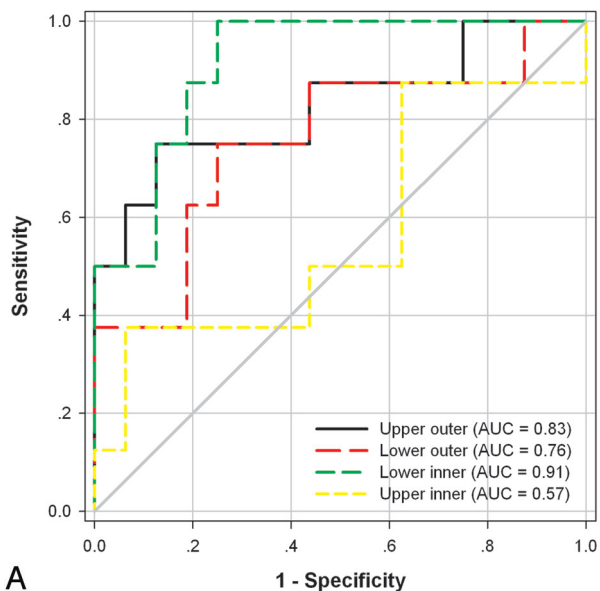 1.0
.8
.6
.4
.2
0.0
Sensitivity
Upper outer (AUC = 0.83)
Lower outer (AUC = 0.76)
Lower inner (AUC = 0.91)
Upper inner (AUC = 0.57)
0.0 .2 .4 .6 .8 1.0
1 - Specificity
A